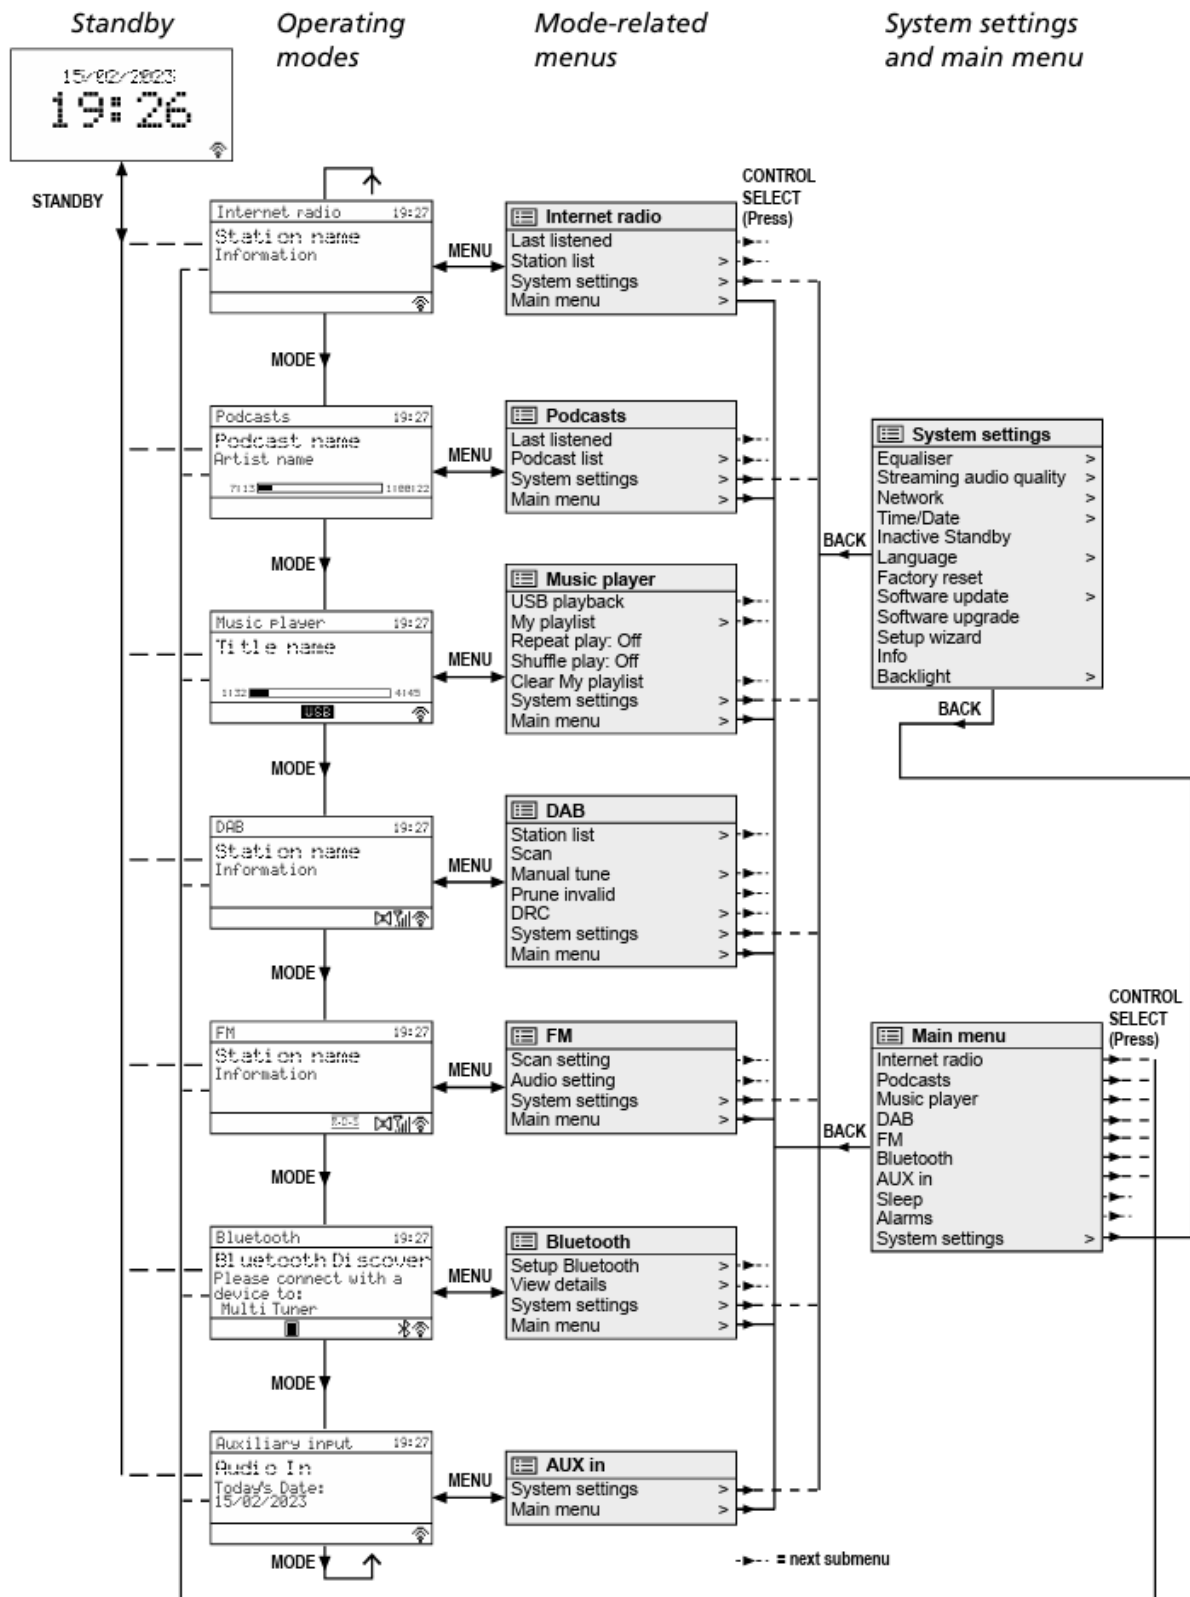 Standby
Operating
modes
Mode-related
menus
System settings
and main menu
15/02/2023
19:26
STANDBY
CONTROL
SELECT
(Press)
Internet radio 19:27
Station name
Information
MENU
Internet radio
Last listened
Station list >
System settings >
Main menu >
MODE
Podcasts 19:27
Podcast name
Artist name
7:13 1:00:22
MENU
Podcasts
Last listened
Podcast list >
System settings >
Main menu >
System settings
Equaliser >
Streaming audio quality >
Network >
Time/Date >
Inactive Standby
Language >
Factory reset
Software update >
Software upgrade
Setup wizard
Info
Backlight >
BACK
BACK
MODE
Music player 19:27
Title name
1:32 4:45
USB
MENU
Music player
USB playback
My playlist >
Repeat play: Off
Shuffle play: Off
Clear My playlist
System settings >
Main menu >
MODE
DAB 19:27
Station name
Information
MENU
DAB
Station list >
Scan
Manual tune >
Prune invalid
DRC >
System settings >
Main menu >
MODE
FM 19:27
Station name
Information
R·D·S
MENU
FM
Scan setting
Audio setting
System settings >
Main menu >
CONTROL
SELECT
(Press)
BACK
Main menu
Internet radio
Podcasts
Music player
DAB
FM
Bluetooth
AUX in
Sleep
Alarms
System settings >
MODE
Bluetooth 19:27
Bluetooth Discover
Please connect with a
device to:
Multi Tuner
MENU
Bluetooth
Setup Bluetooth >
View details >
System settings >
Main menu >
MODE
Auxiliary input 19:27
Audio In
Today's Date:
15/02/2023
MENU
AUX in
System settings >
Main menu >
MODE
= next submenu